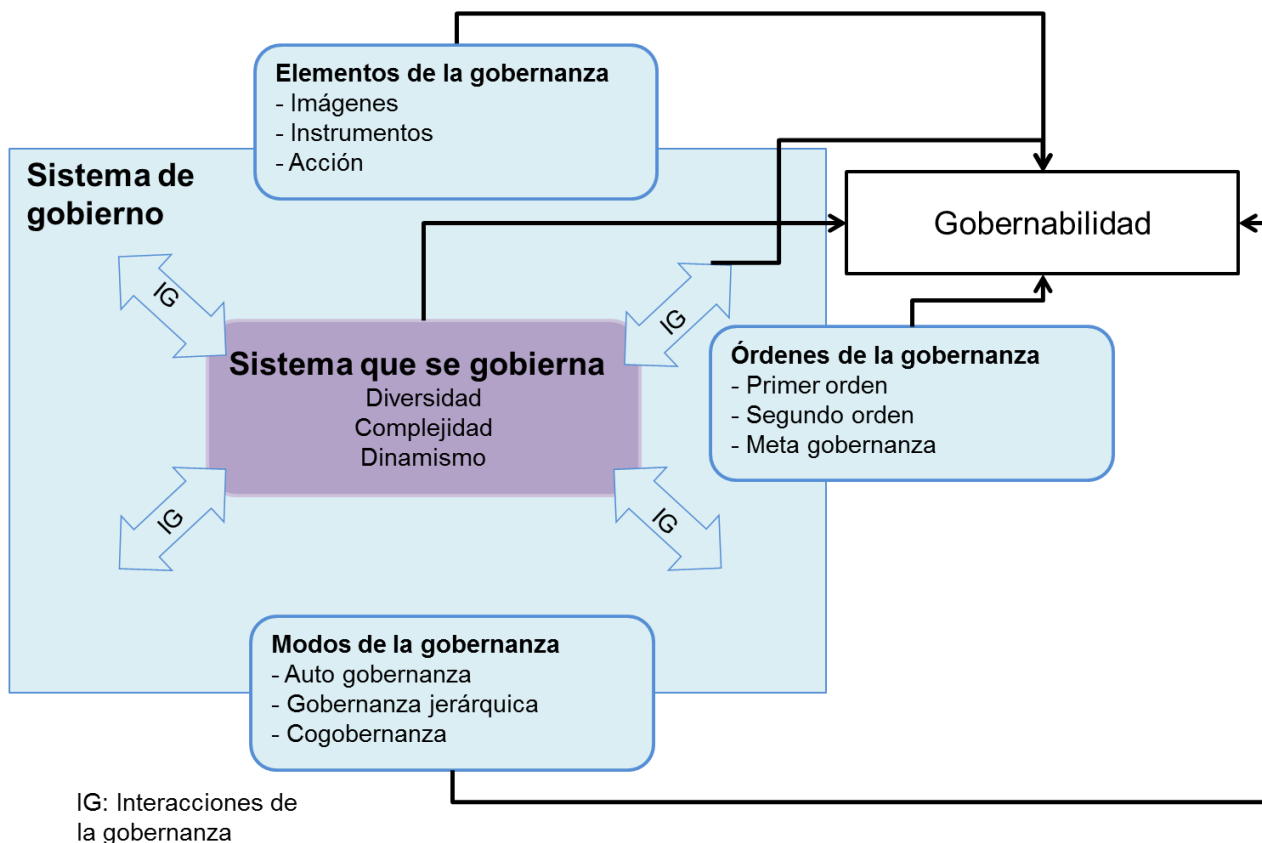 Elementos de la gobernanza
- Imágenes
- Instrumentos
- Acción
Sistema de
gobierno
Gobernabilidad
IG
IG
Sistema que se gobierna
Diversidad
Complejidad
Dinamismo
Órdenes de la gobernanza
- Primer orden
- Segundo orden
- Meta gobernanza
IG
IG
Modos de la gobernanza
- Auto gobernanza
- Gobernanza jerárquica
- Cogobernanza
IG: Interacciones de
la gobernanza